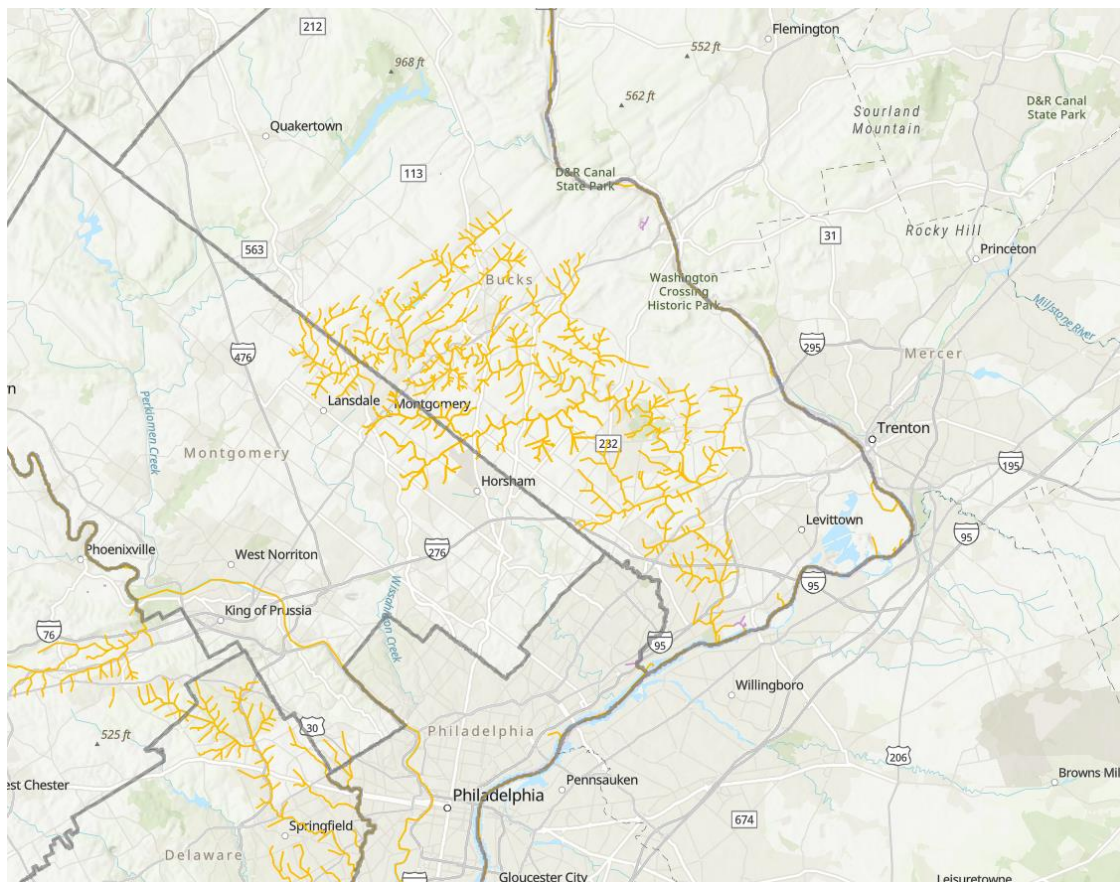 212
Flemington
968 ft
552 ft
562 ft
D&R Canal
State Park
Sourland
Mountain
Quakertown
113
D&R Canal
State Park
563
31
Rocky Hill
Princeton
Bucks
Washington
Crossing
Historic Park
Millstone River
295
Mercer
476
Perkiomen Creek
Lansdale
Montgomery
Trenton
Montgomery
232
195
Horsham
Levittown
95
Phoenixville
West Norriton
276
95
Wissahickon Creek
King of Prussia
76
95
Willingboro
30
525 ft
Philadelphia
206
est Chester
Pennsauken
Browns Mil
Philadelphia
674
Springfield
Delaware
Gloucester City
Leisuretowne